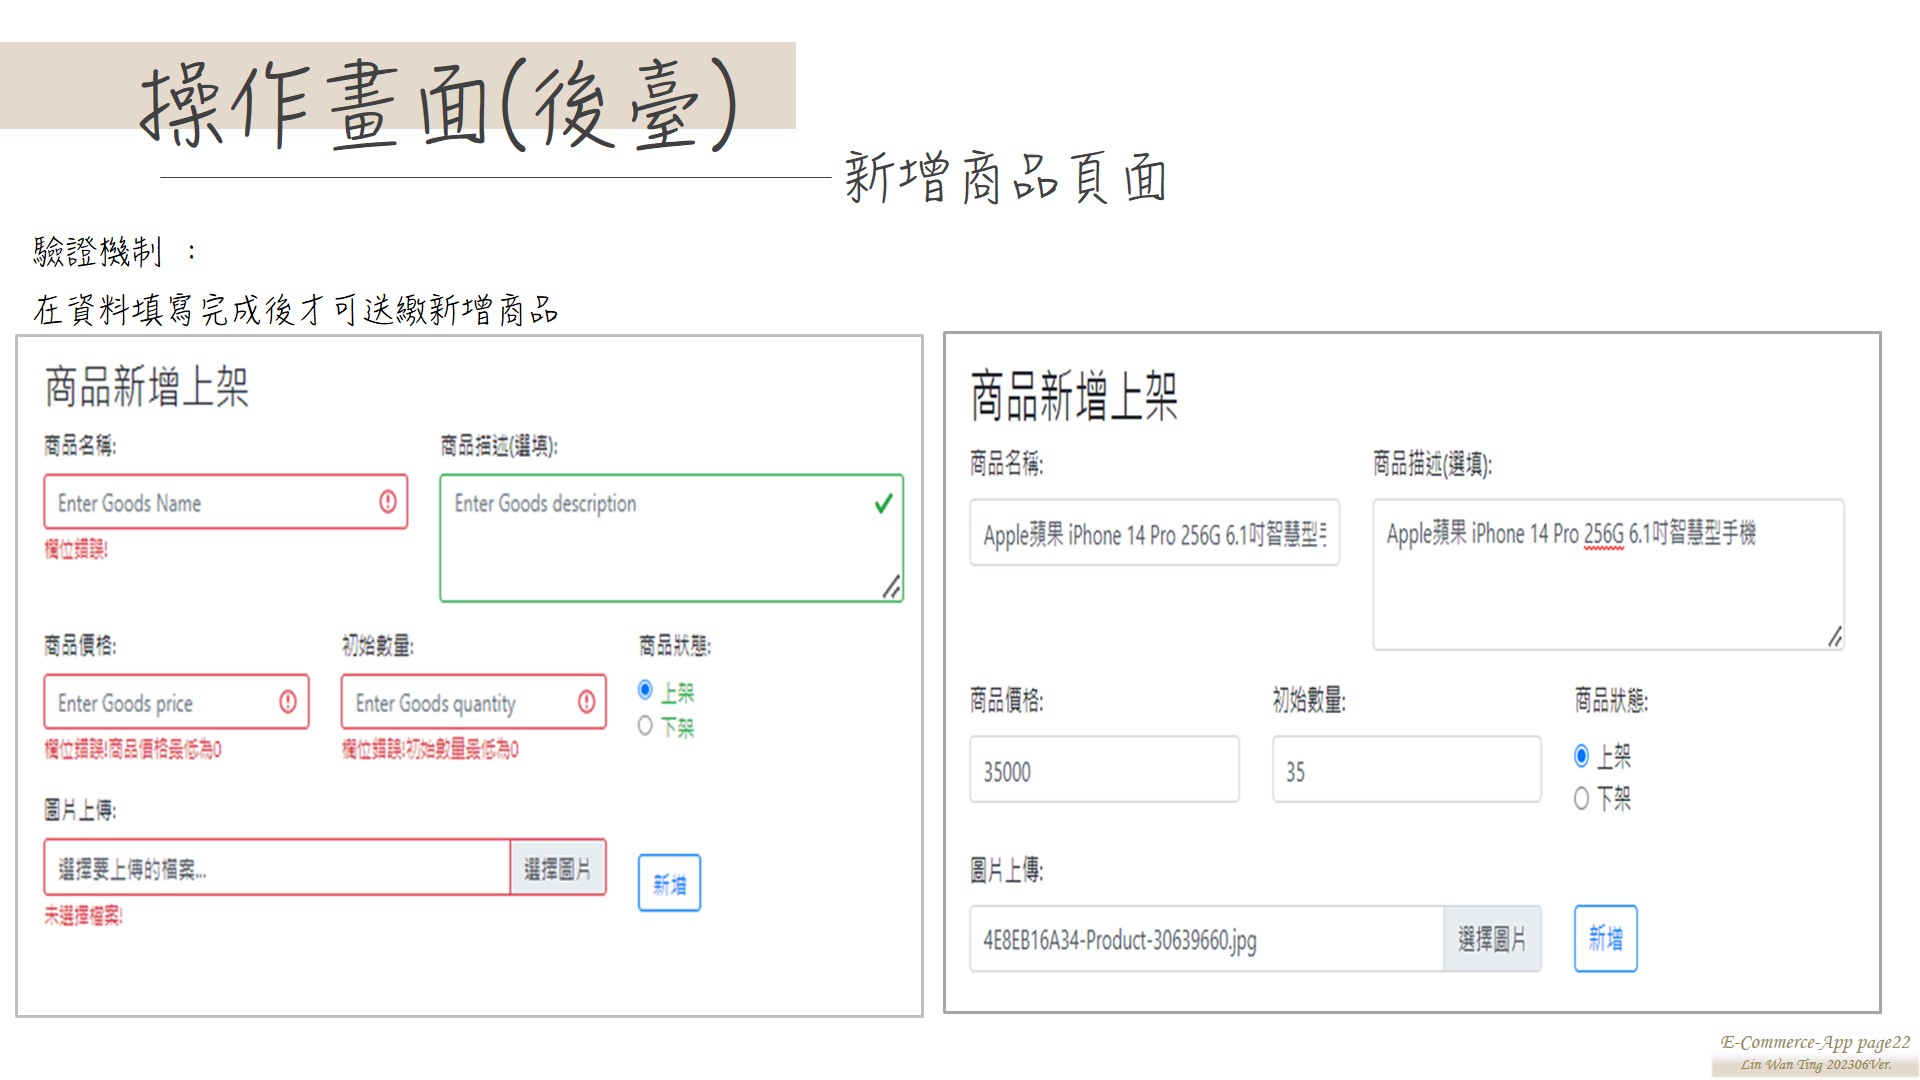 操作畫面(後臺)
新增商品頁面
驗證機制 ：
在資料填寫完成後才可送繳新增商品
商品新增上架
商品名稱:
商品描述(選填):
Enter Goods Name
Enter Goods description
欄位錯誤!
商品價格:
初始數量:
商品狀態:
Enter Goods price
Enter Goods quantity
上架
下架
欄位錯誤!商品價格最低為0
欄位錯誤!初始數量最低為0
圖片上傳:
選擇要上傳的檔案...
選擇圖片
新增
未選擇檔案!
商品新增上架
商品名稱:
商品描述(選填):
Apple蘋果 iPhone 14 Pro 256G 6.1吋智慧型
Apple蘋果 iPhone 14 Pro 256G 6.1吋智慧型手機
商品價格:
初始數量:
商品狀態:
35000
35
上架
下架
圖片上傳:
4E8EB16A34-Product-30639660.jpg
選擇圖片
新增
E-Commerce-App page22
Lin Wan Ting 202306Ver.